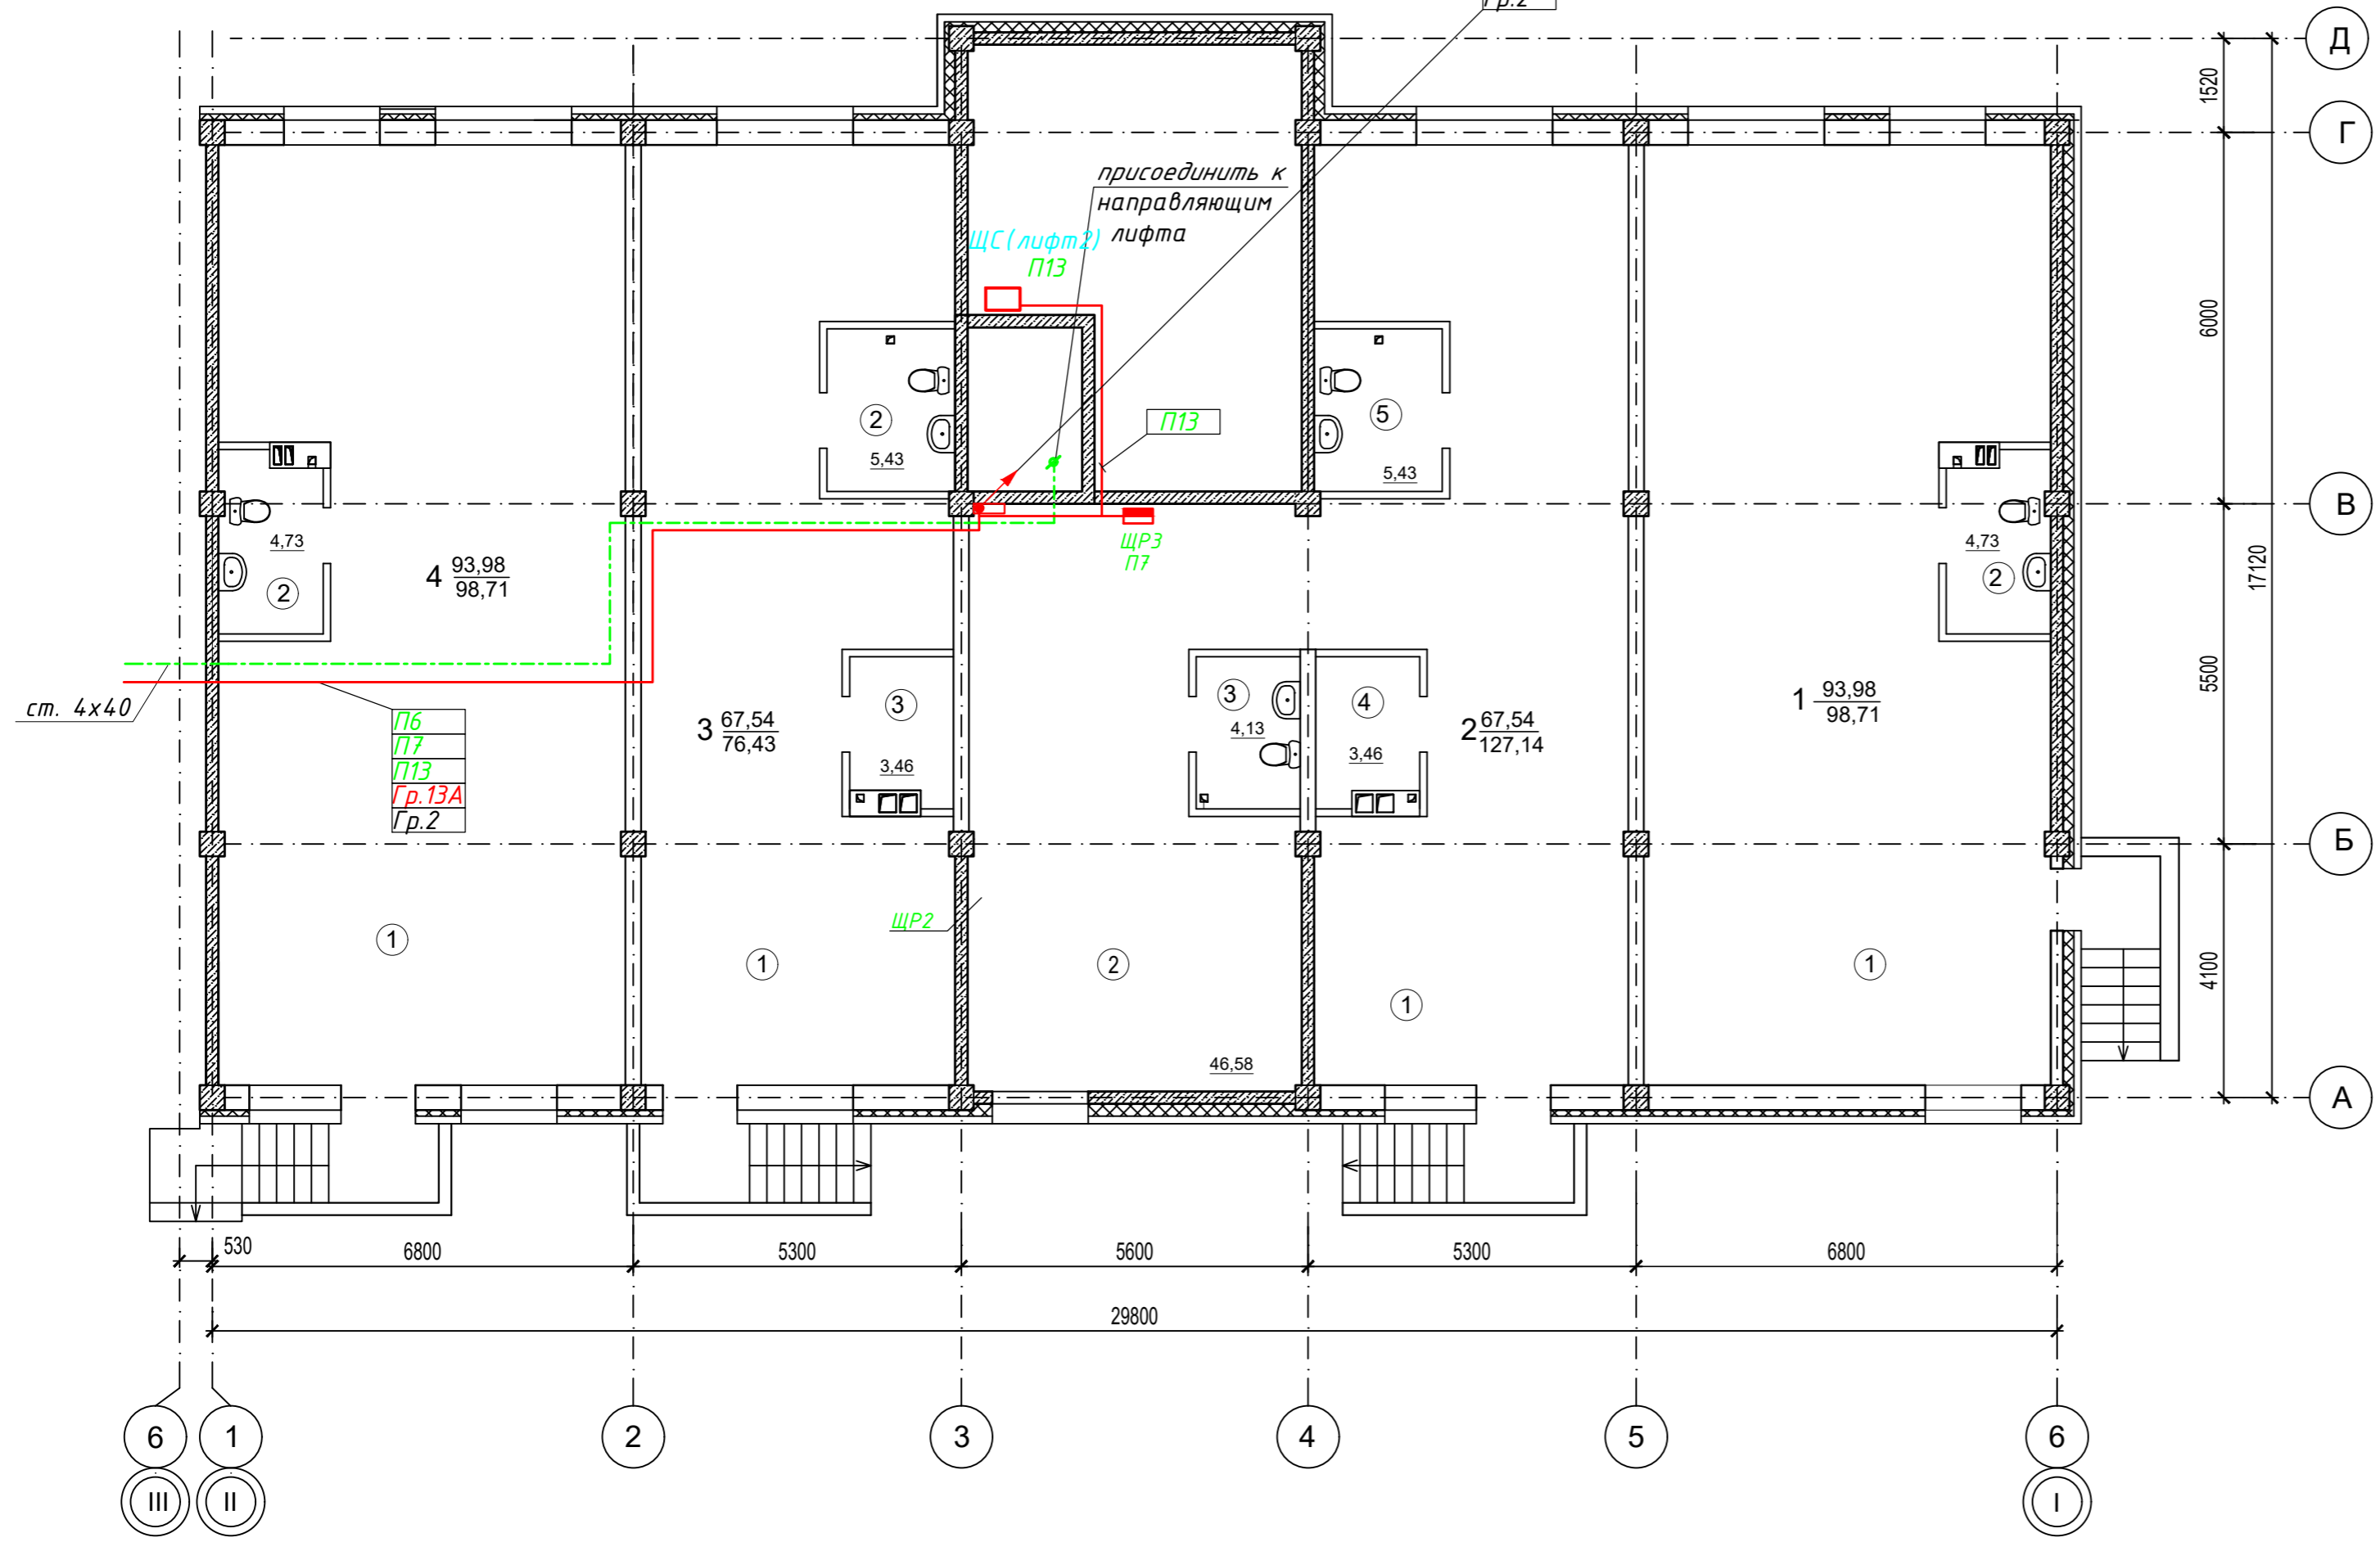 Гр.2
Д
1520
Г
присоединить к
направляющим
лифта
ЩС(лифт2)
П13
6000
П13
2
5,43
5
5,43
В
4,73
2
4 93,98
98,71
ЩР3
П7
4,73
2
17120
ст. 4х40
П6
П7
П13
Гр.13А
Гр.2
3 67,54
76,43
3
3,46
3
4,13
4
3,46
2 67,54
127,14
1 93,98
98,71
5500
Б
ЩР2
1
1
2
1
1
4100
46,58
А
530
6800
5300
5600
5300
6800
29800
6
1
2
3
4
5
6
III
II
I